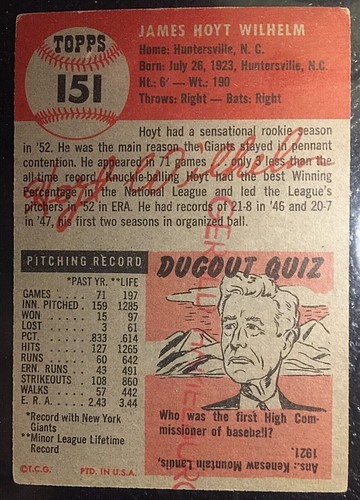 TOPPS
151
JAMES HOYT WILHELM
Home: Huntersville, N. C.
Born: July 26, 1923, Huntersville, N.C.
Ht.: 6' — Wt.: 190
Throws: Right — Bats: Right
Hoyt had a sensational rookie season
in '52. He was the main reason the Giants stayed in pennant
contention. He appeared in 71 games . . . only 3 less than the
all-time record. Knuckle-balling Hoyt had the best Winning
Percentage in the National League and led the League's
pitchers in '52 in ERA. He had records of 21-8 in '46 and 20-7
in '47, his first two seasons in organized ball.
PITCHING RECORD
*PAST YR. **LIFE
GAMES 71 197
INN. PITCHED 159 1285
WON 15 97
LOST 3 61
PCT. .833 .614
HITS 127 1265
RUNS 60 642
ERN. RUNS 43 491
STRIKEOUTS 108 860
WALKS 57 442
E. R. A. 2.43 3.44
*Record with New York
Giants
**Minor League Lifetime
Record
©T.C.G. PTD. IN U.S.A.
DUGOUT QUIZ
Who was the first High Com-
missioner of baseball?
Ans.: Kenesaw Mountain Landis,
1921.